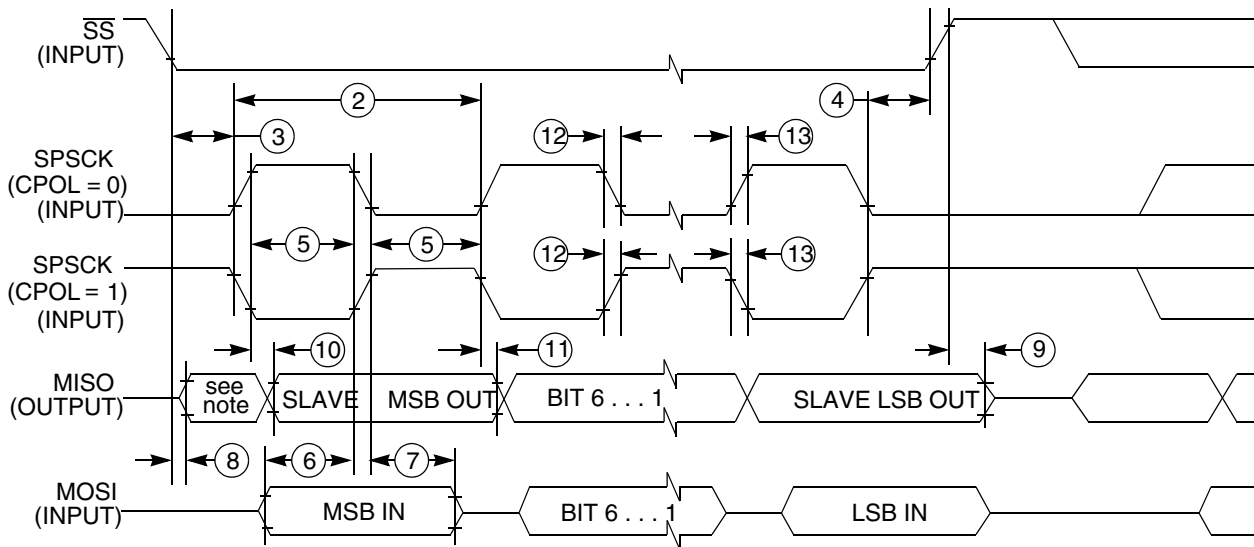 SS
(INPUT)
2
4
3
12
13
SPSCK
(CPOL = 0)
(INPUT)
5
5
12
13
SPSCK
(CPOL = 1)
(INPUT)
10
11
9
MISO
(OUTPUT)
see
note
SLAVE
MSB OUT
BIT 6 . . . 1
SLAVE LSB OUT
8
6
7
MOSI
(INPUT)
MSB IN
BIT 6 . . . 1
LSB IN